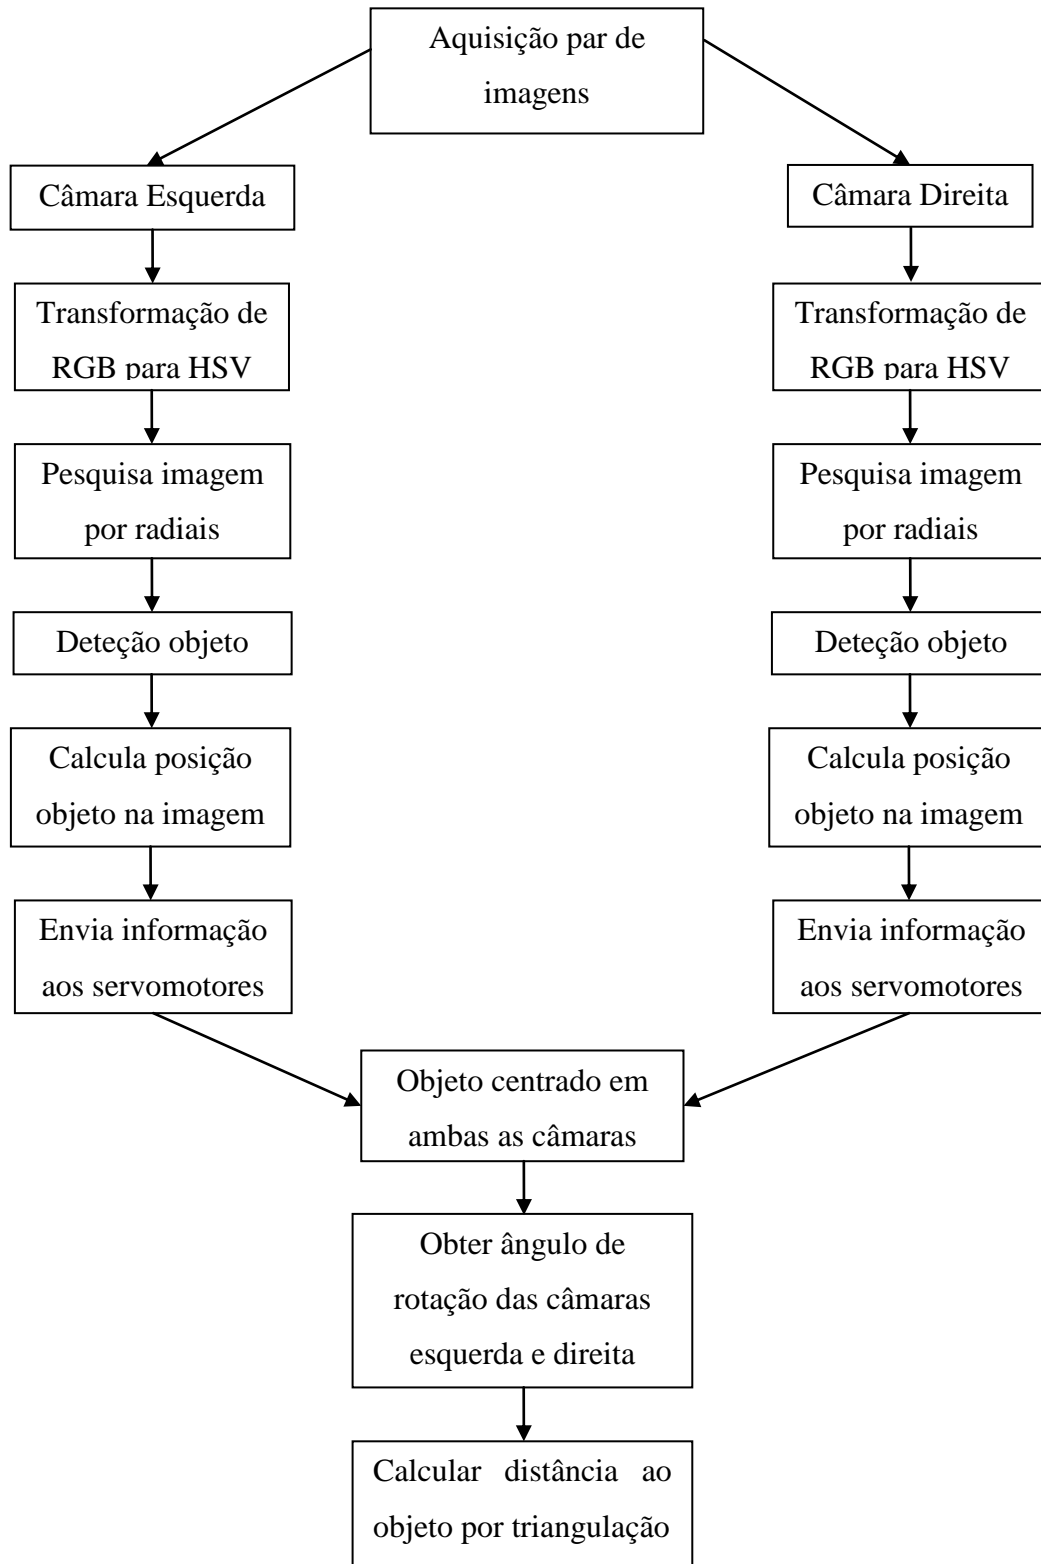 Aquisição par de
imagens
Câmara Esquerda
Câmara Direita
Transformação de
RGB para HSV
Transformação de
RGB para HSV
Pesquisa imagem
por radiais
Pesquisa imagem
por radiais
Deteção objeto
Deteção objeto
Calcula posição
objeto na imagem
Calcula posição
objeto na imagem
Envia informação
aos servomotores
Envia informação
aos servomotores
Objeto centrado em
ambas as câmaras
Obter ângulo de
rotação das câmaras
esquerda e direita
Calcular distância ao
objeto por triangulação